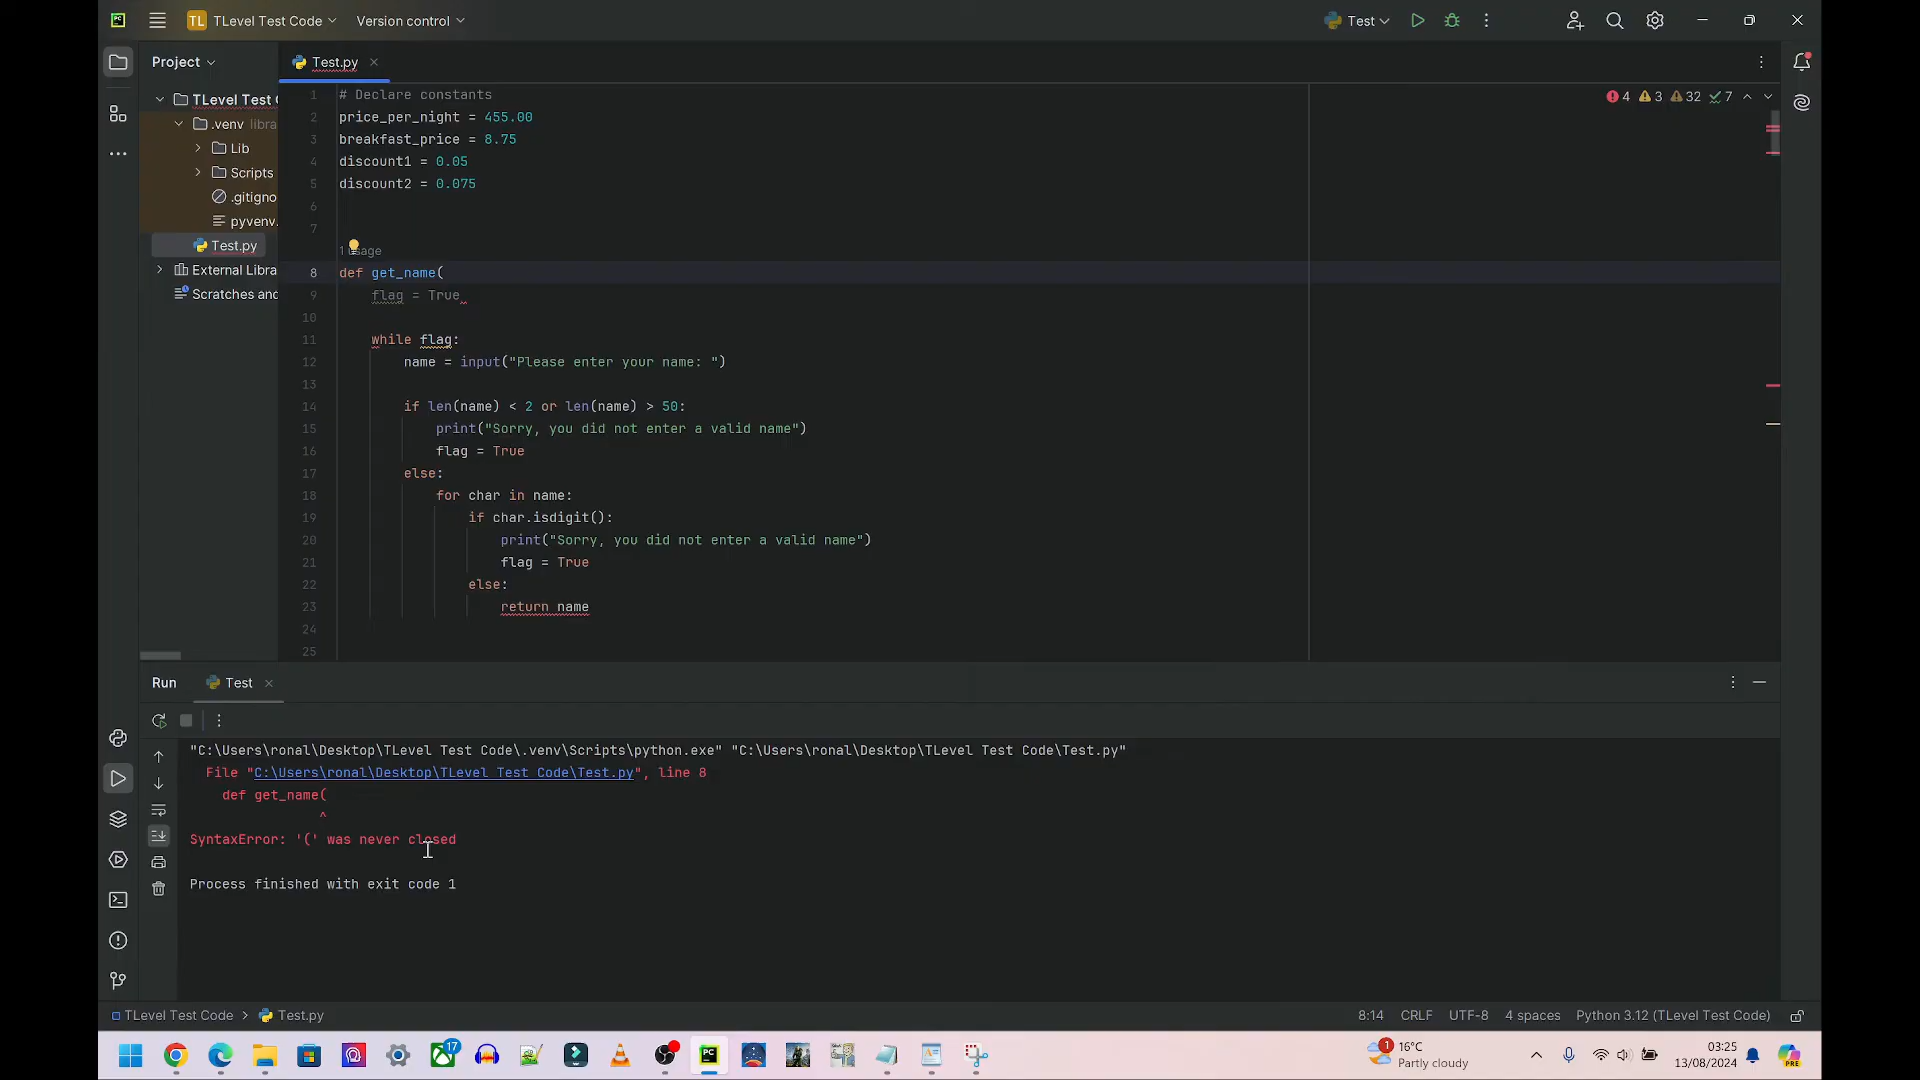 TL TLevel Test Code Version control Test
Project
Test.py
TLevel Test C
.venv libra
Lib
Scripts
.gitigno
pyvenv.
Test.py
External Libra
Scratches and
4 3 32 7
1 # Declare constants
2 price_per_night = 455.00
3 breakfast_price = 8.75
4 discount1 = 0.05
5 discount2 = 0.075
6
7
1 usage
8 def get_name(
9 flag = True
10
11 while flag:
12 name = input("Please enter your name: ")
13
14 if len(name) < 2 or len(name) > 50:
15 print("Sorry, you did not enter a valid name")
16 flag = True
17 else:
18 for char in name:
19 if char.isdigit():
20 print("Sorry, you did not enter a valid name")
21 flag = True
22 else:
23 return name
24
25
Run Test
"C:\Users\ronal\Desktop\TLevel Test Code\.venv\Scripts\python.exe" "C:\Users\ronal\Desktop\TLevel Test Code\Test.py"
File "C:\Users\ronal\Desktop\TLevel Test Code\Test.py", line 8
def get_name(
^
SyntaxError: '(' was never closed
Process finished with exit code 1
TLevel Test Code > Test.py 8:14 CRLF UTF-8 4 spaces Python 3.12 (TLevel Test Code)
17 PC 1 16°C 03:25
Partly cloudy 13/08/2024 PRE